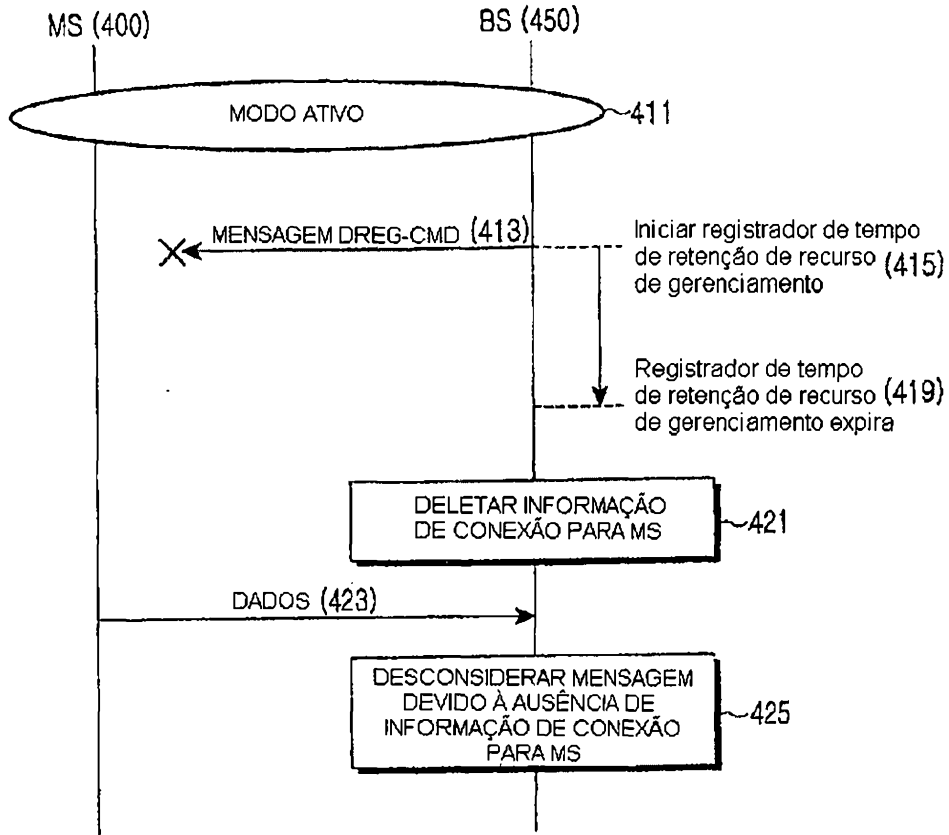 MS (400)
BS (450)
MODO ATIVO
411
MENSAGEM DREG-CMD (413)
Iniciar registrador de tempo
de retenção de recurso (415)
de gerenciamento
Registrador de tempo
de retenção de recurso (419)
de gerenciamento expira
DELETAR INFORMAÇÃO
DE CONEXÃO PARA MS
421
DADOS (423)
DESCONSIDERAR MENSAGEM
DEVIDO À AUSÊNCIA DE
INFORMAÇÃO DE CONEXÃO
PARA MS
425